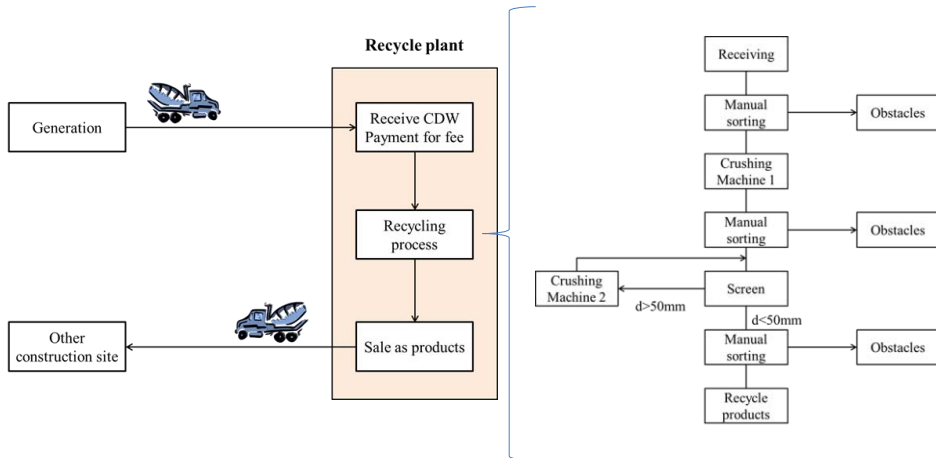 Recycle plant
Generation
Receive CDW
Payment for fee
Recycling
process
Other
construction site
Sale as products
Receiving
Manual
sorting
Obstacles
Crushing
Machine 1
Manual
sorting
Obstacles
Crushing
Machine 2
Screen
d>50mm
d<50mm
Manual
sorting
Obstacles
Recycle
products